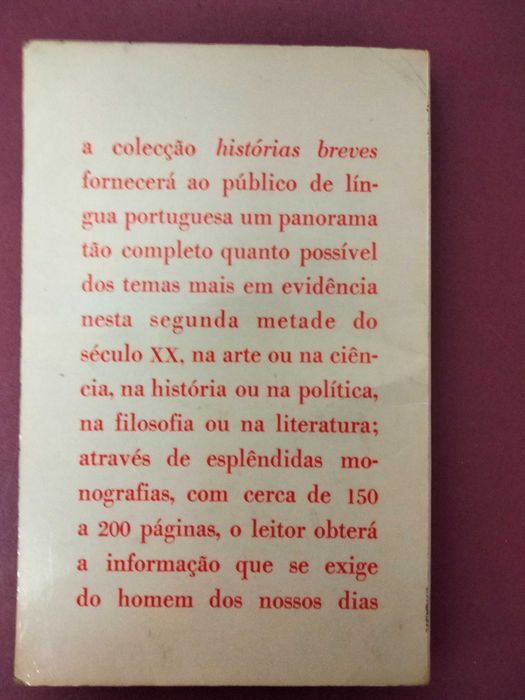 a colecção histórias breves
fornecerá ao público de lín-
gua portuguesa um panorama
tão completo quanto possível
dos temas mais em evidência
nesta segunda metade do
século XX, na arte ou na ciên-
cia, na história ou na política,
na filosofia ou na literatura;
através de esplêndidas mo-
nografias, com cerca de 150
a 200 páginas, o leitor obterá
a informação que se exige
do homem dos nossos dias